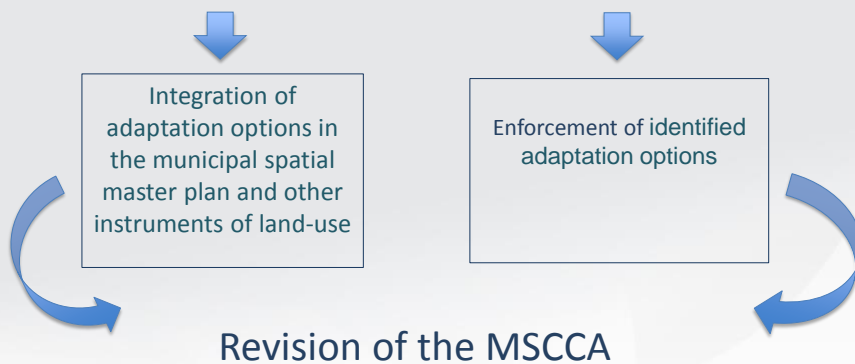 Integration of
adaptation options in
the municipal spatial
master plan and other
instruments of land-use
Enforcement of identified
adaptation options
Revision of the MSCCA